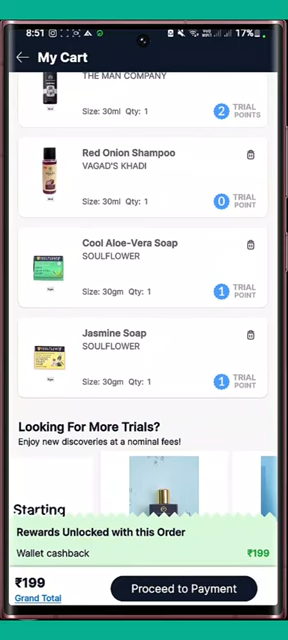 8:51
17%
My Cart
THE MAN COMPANY
Size: 30ml Qty: 1
2 TRIAL POINTS
Red Onion Shampoo
VAGAD'S KHADI
Size: 30ml Qty: 1
0 TRIAL POINT
Cool Aloe-Vera Soap
SOULFLOWER
Size: 30gm Qty: 1
1 TRIAL POINT
Jasmine Soap
SOULFLOWER
Size: 30gm Qty: 1
1 TRIAL POINT
Looking For More Trials?
Enjoy new discoveries at a nominal fees!
Starting
Rewards Unlocked with this Order
Wallet cashback ₹199
₹199
Grand Total
Proceed to Payment